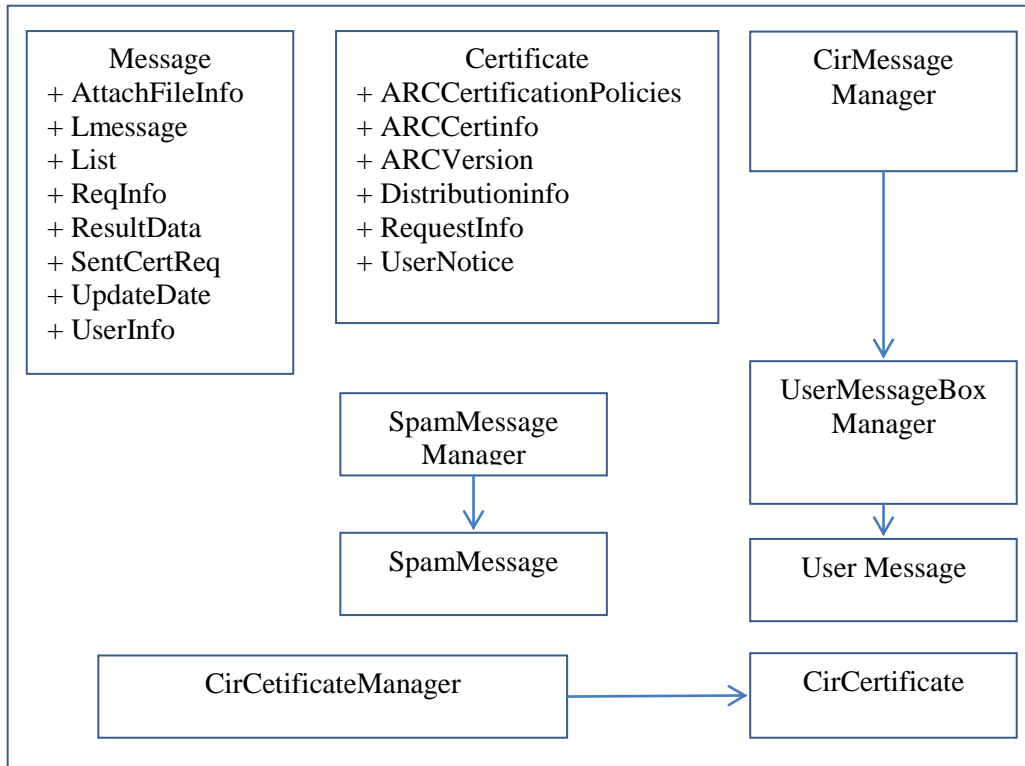 Message
+ AttachFileInfo
+ Lmessage
+ List
+ ReqInfo
+ ResultData
+ SentCertReq
+ UpdateDate
+ UserInfo
Certificate
+ ARCCertificationPolicies
+ ARCCertinfo
+ ARCVersion
+ Distributioninfo
+ RequestInfo
+ UserNotice
CirMessage
Manager
UserMessageBox
Manager
SpamMessage
Manager
SpamMessage
User Message
CirCetificateManager
CirCertificate